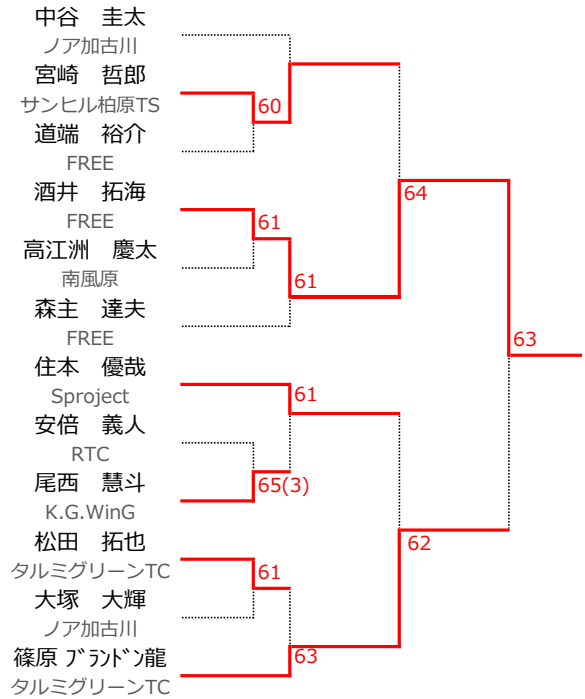 中谷　圭太
ノア加古川
宮崎　哲郎
サンヒル柏原TS
60
道端　裕介
FREE
酒井　拓海
64
FREE
61
高江洲　慶太
南風原
61
森主　達夫
FREE
63
住本　優哉
Sproject
61
安倍　義人
RTC
尾西　慧斗
65(3)
K.G.WinG
松田　拓也
62
タルミグリーンTC
61
大塚　大輝
ノア加古川
篠原 ﾌﾞﾗﾝﾄﾞﾝ龍
63
タルミグリーンTC